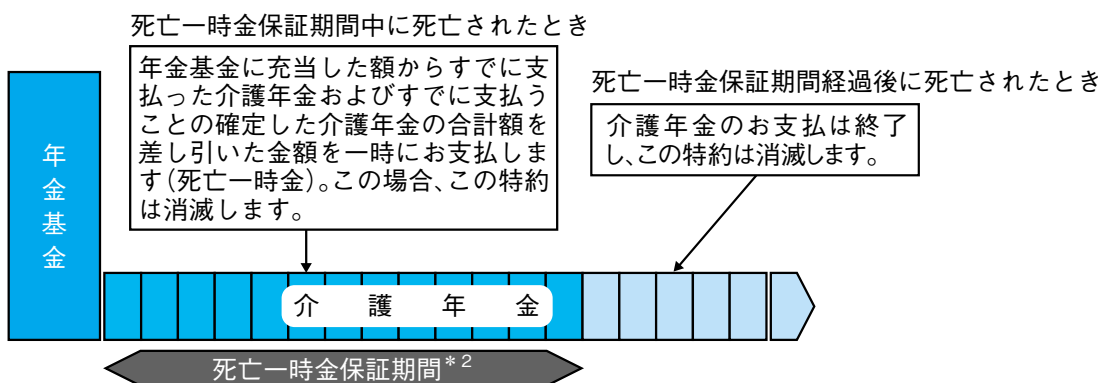 死亡一時金保証期間中に死亡されたとき
年金基金に充当した額からすでに支
払った介護年金およびすでに支払う
ことの確定した介護年金の合計額を
差し引いた金額を一時にお支払しま
す(死亡一時金)。この場合、この特約
は消滅します。
死亡一時金保証期間経過後に死亡されたとき
介護年金のお支払は終了
し、この特約は消滅します。
年金基金
介護年金
死亡一時金保証期間*2